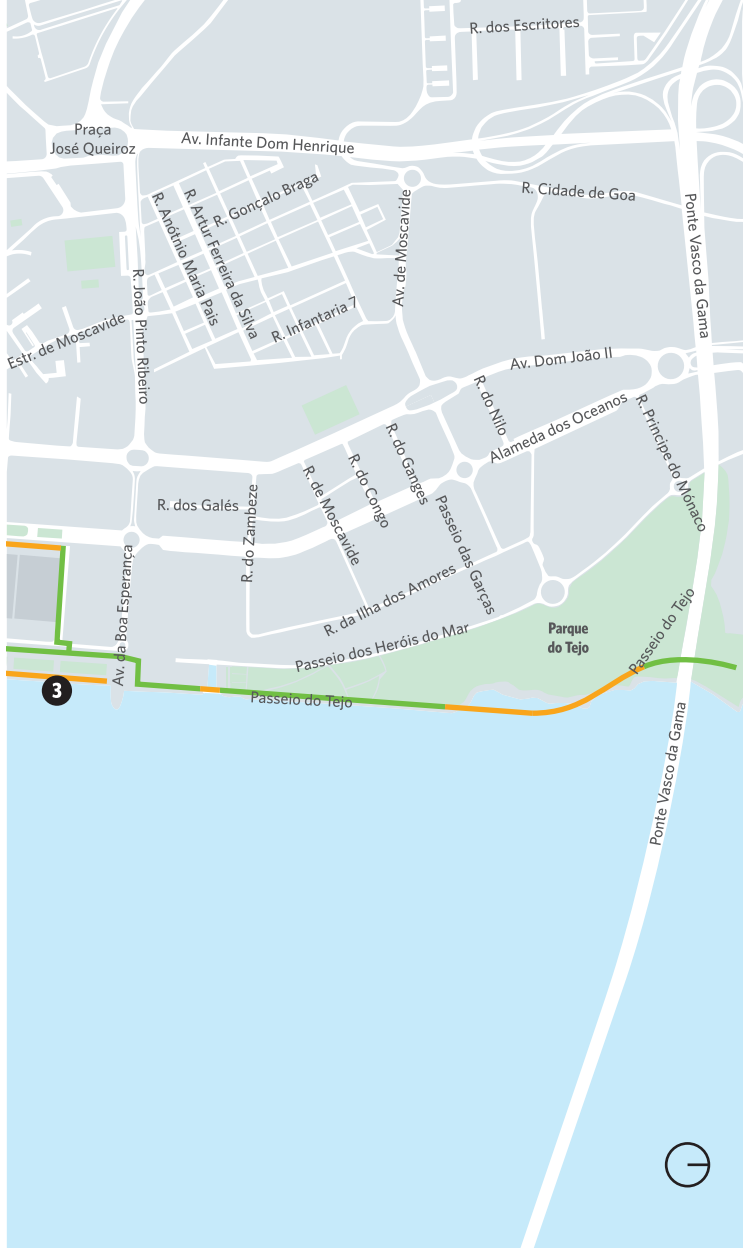 R. dos Escritores
Praça
José Queiroz
Av. Infante Dom Henrique
R. Gonçalo Braga
R. Cidade de Goa
R. Anótnio Maria Pais
R. Artur Ferreira da Silva
Av. de Moscavide
Ponte Vasco da Gama
R. João Pinto Ribeiro
Estr. de Moscavide
R. Infantaria 7
Av. Dom João II
R. do Nilo
Alameda dos Oceanos
R. Principe do Mónaco
R. do Ganges
R. do Congo
R. de Moscavide
R. dos Galés
R. do Zambeze
Passeio das Garças
Av. da Boa Esperança
R. da Ilha dos Amores
Passeio dos Heróis do Mar
Parque
do Tejo
Passeio do Tejo
3
Passeio do Tejo
Ponte Vasco da Gama